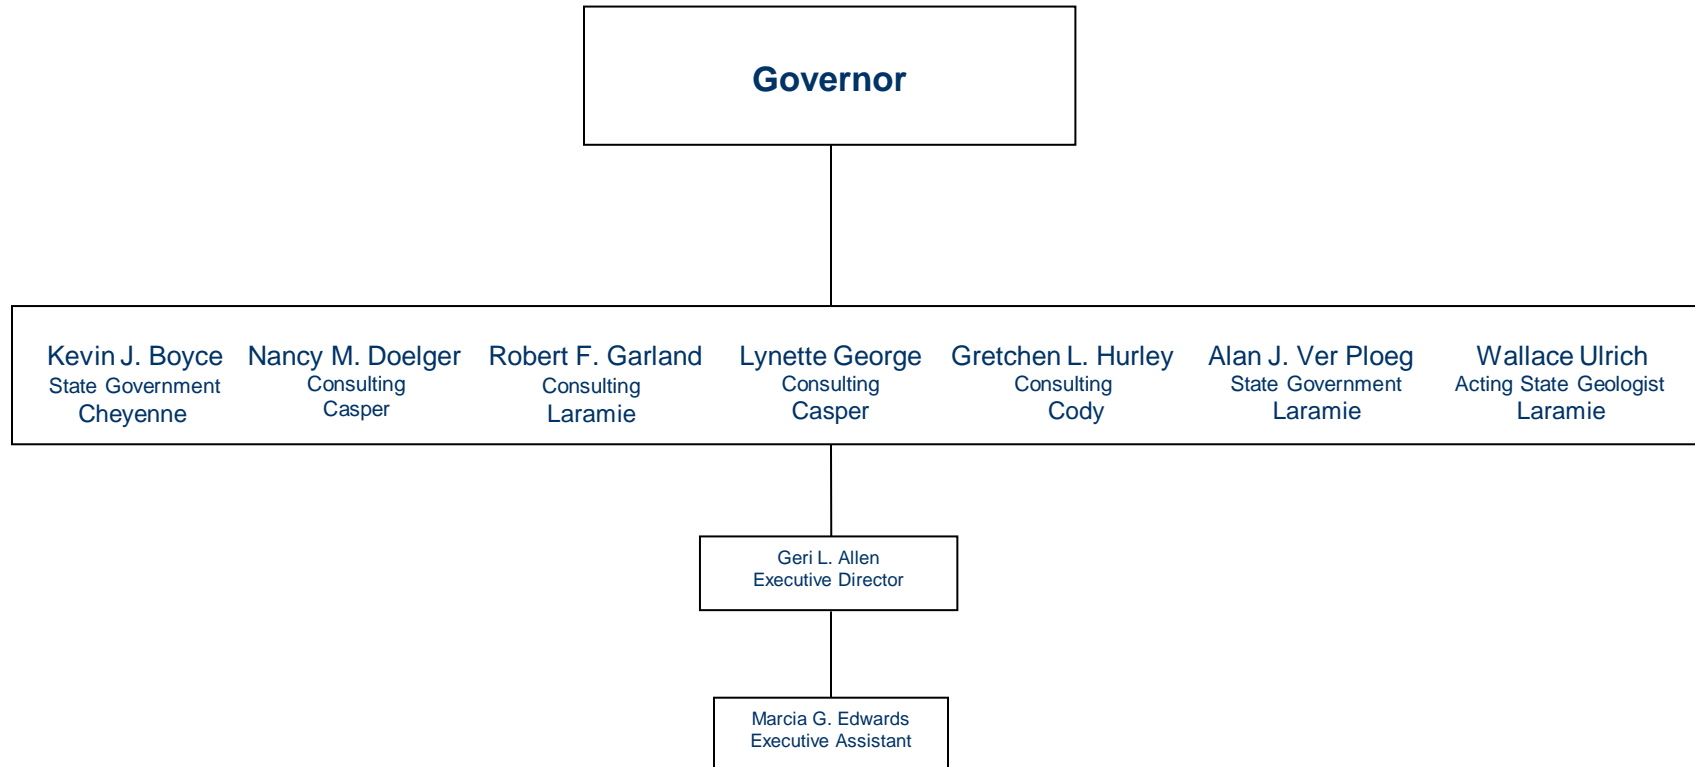 Governor
Kevin J. Boyce
State Government
Cheyenne
Nancy M. Doelger
Consulting
Casper
Robert F. Garland
Consulting
Laramie
Lynette George
Consulting
Casper
Gretchen L. Hurley
Consulting
Cody
Alan J. Ver Ploeg
State Government
Laramie
Wallace Ulrich
Acting State Geologist
Laramie
Geri L. Allen
Executive Director
Marcia G. Edwards
Executive Assistant